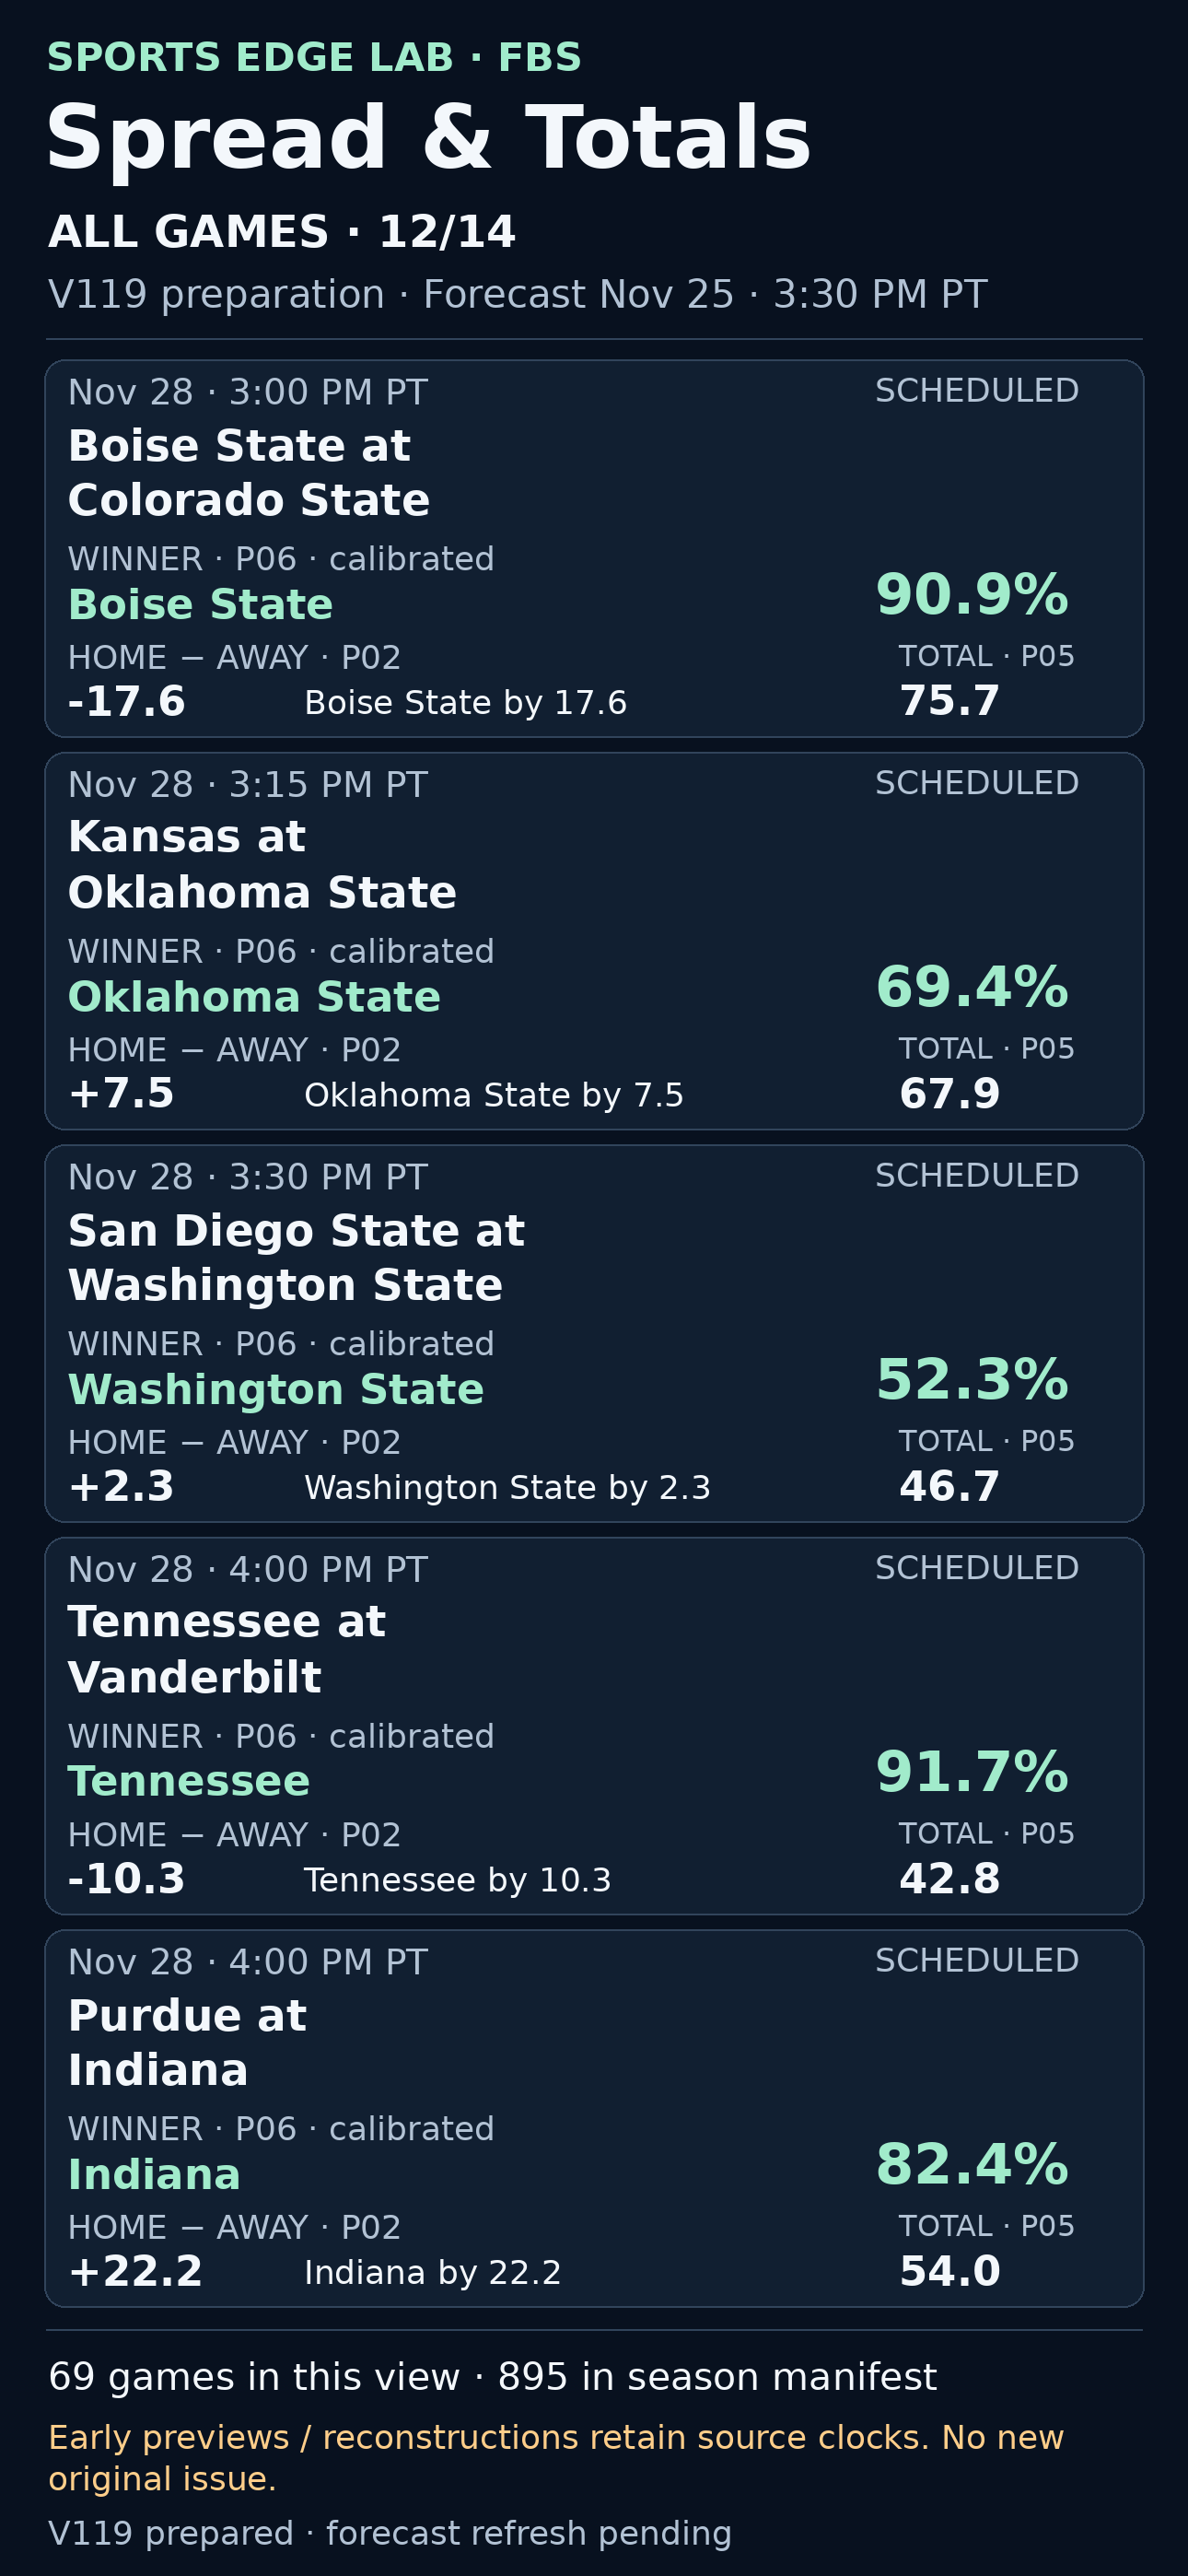 SPORTS EDGE LAB · FBS
Spread & Totals
ALL GAMES · 12/14
V119 preparation · Forecast Nov 25 · 3:30 PM PT
Nov 28 · 3:00 PM PT SCHEDULED
Boise State at
Colorado State
WINNER · P06 · calibrated
Boise State 90.9%
HOME − AWAY · P02 TOTAL · P05
-17.6 Boise State by 17.6 75.7
Nov 28 · 3:15 PM PT SCHEDULED
Kansas at
Oklahoma State
WINNER · P06 · calibrated
Oklahoma State 69.4%
HOME − AWAY · P02 TOTAL · P05
+7.5 Oklahoma State by 7.5 67.9
Nov 28 · 3:30 PM PT SCHEDULED
San Diego State at
Washington State
WINNER · P06 · calibrated
Washington State 52.3%
HOME − AWAY · P02 TOTAL · P05
+2.3 Washington State by 2.3 46.7
Nov 28 · 4:00 PM PT SCHEDULED
Tennessee at
Vanderbilt
WINNER · P06 · calibrated
Tennessee 91.7%
HOME − AWAY · P02 TOTAL · P05
-10.3 Tennessee by 10.3 42.8
Nov 28 · 4:00 PM PT SCHEDULED
Purdue at
Indiana
WINNER · P06 · calibrated
Indiana 82.4%
HOME − AWAY · P02 TOTAL · P05
+22.2 Indiana by 22.2 54.0
69 games in this view · 895 in season manifest
Early previews / reconstructions retain source clocks. No new
original issue.
V119 prepared · forecast refresh pending